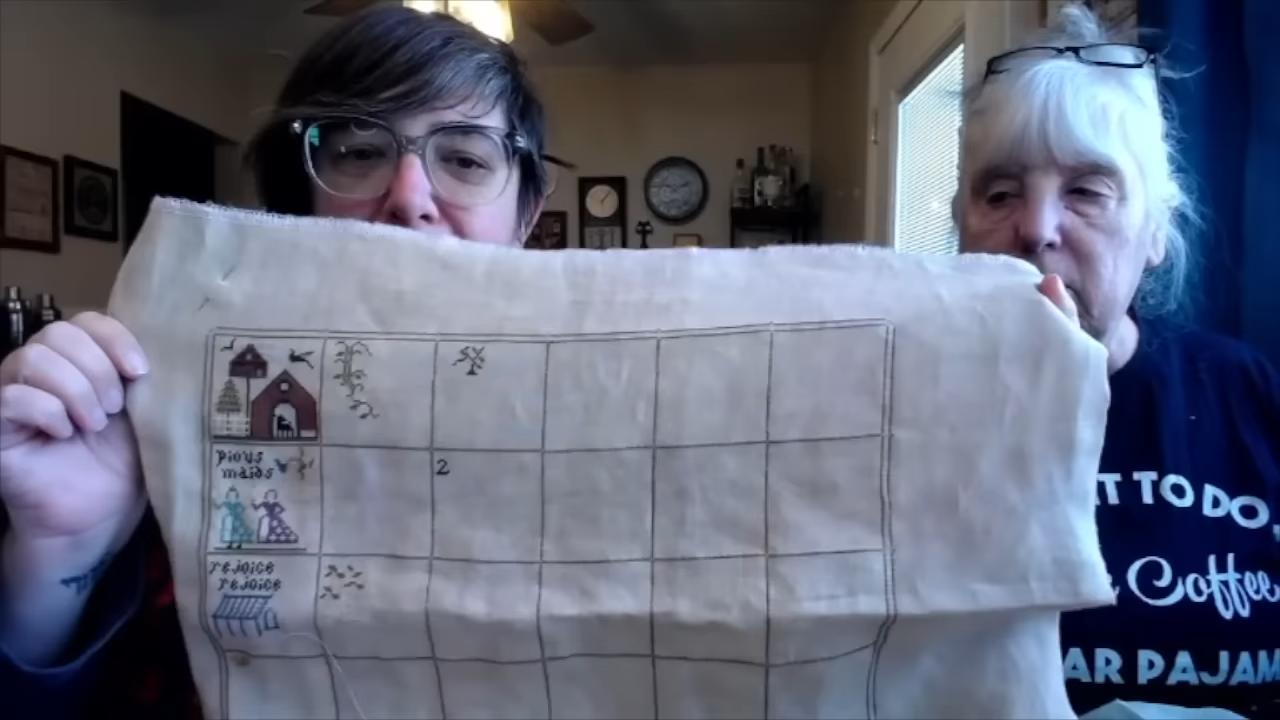 pious
maids
2
rejoice
rejoice
T TO DO,
Coffee
AR PAJAM